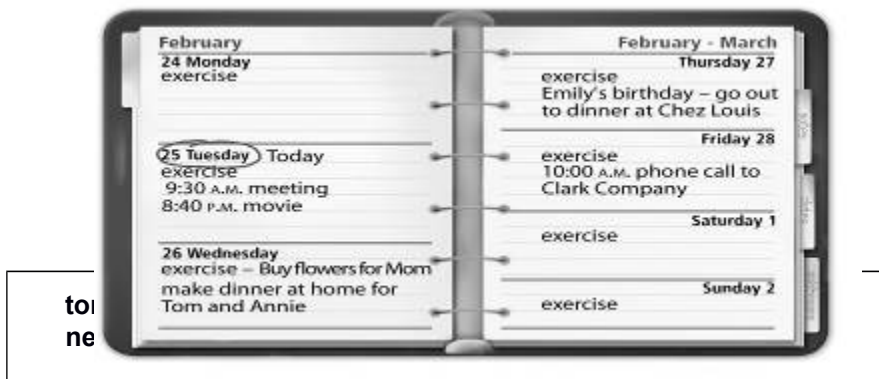 February
24 Monday
exercise
25 Tuesday Today
exercise
9:30 A.M. meeting
8:40 P.M. movie
26 Wednesday
exercise – Buy flowers for Mom
make dinner at home for
Tom and Annie
February - March
Thursday 27
exercise
Emily's birthday – go out
to dinner at Chez Louis
Friday 28
exercise
10:00 A.M. phone call to
Clark Company
Saturday 1
exercise
Sunday 2
exercise